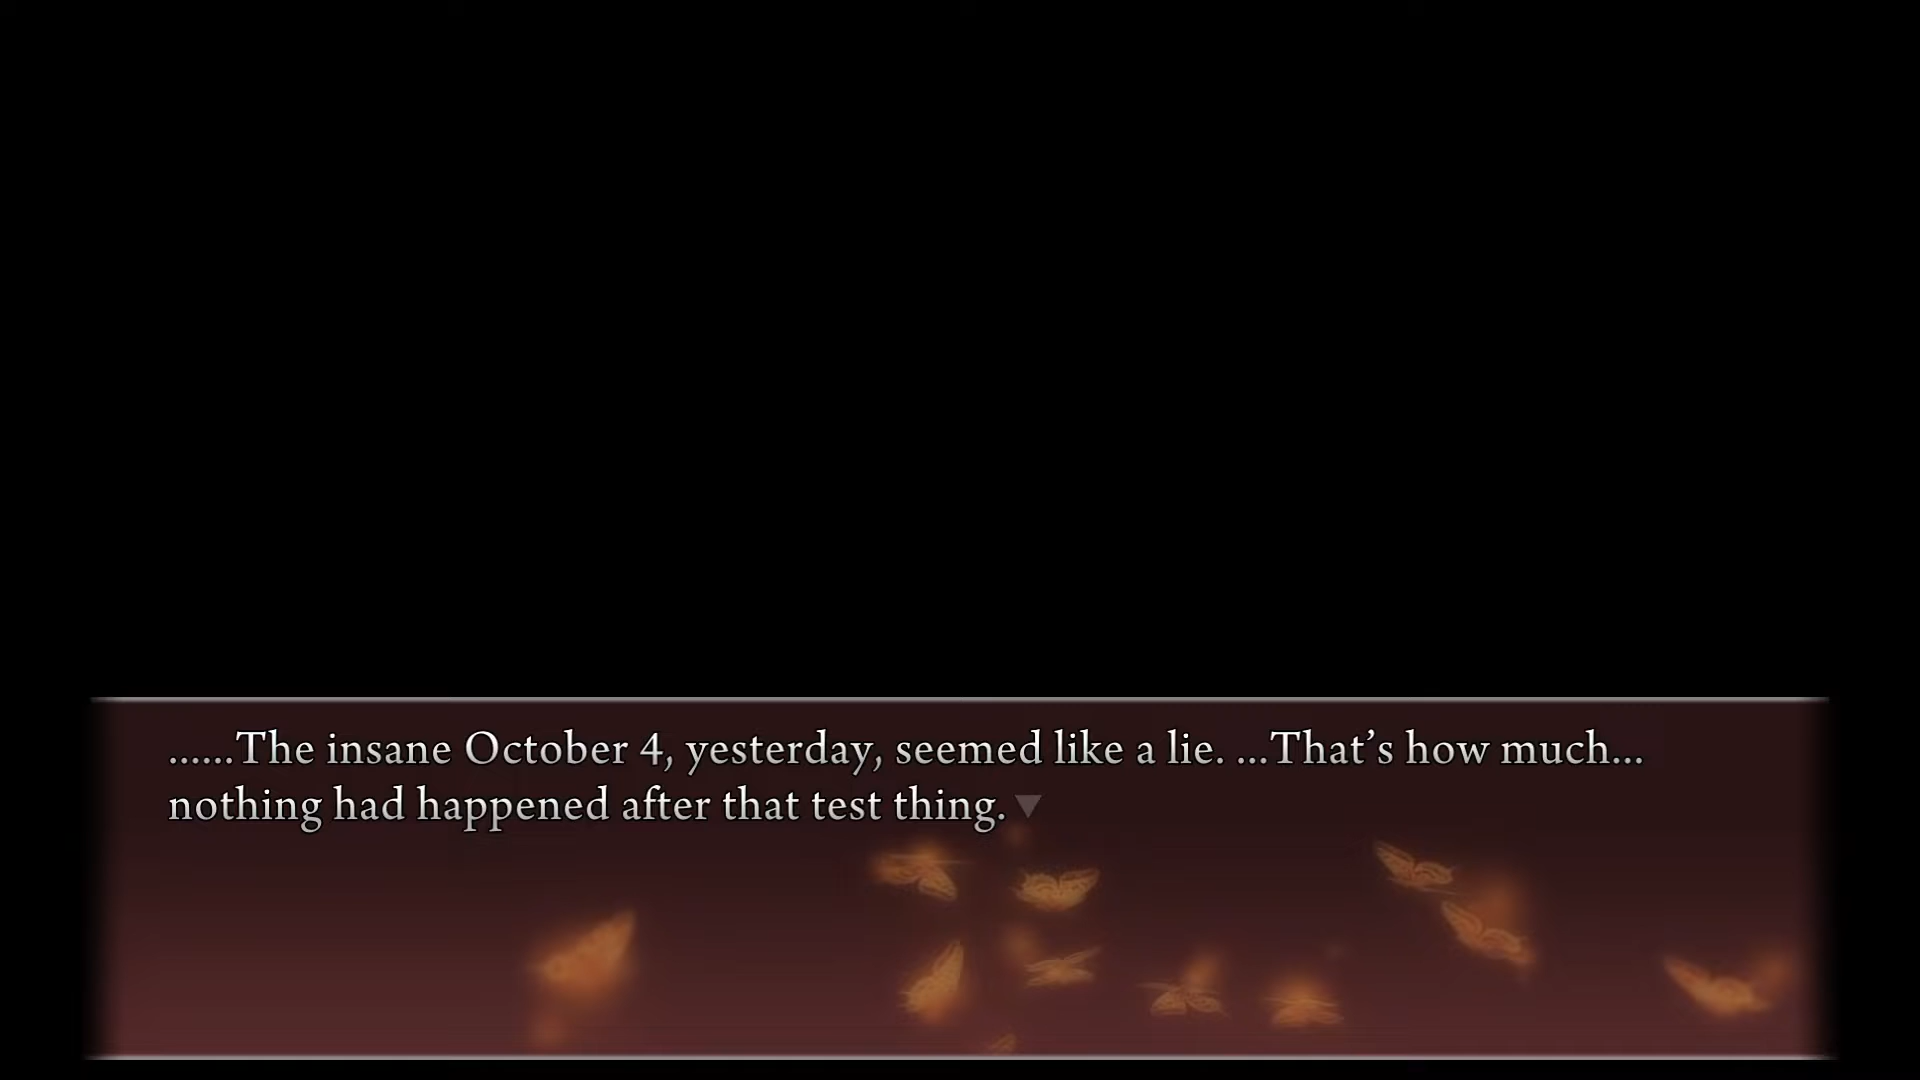 ......The insane October 4, yesterday, seemed like a lie. ...That’s how much...
nothing had happened after that test thing.